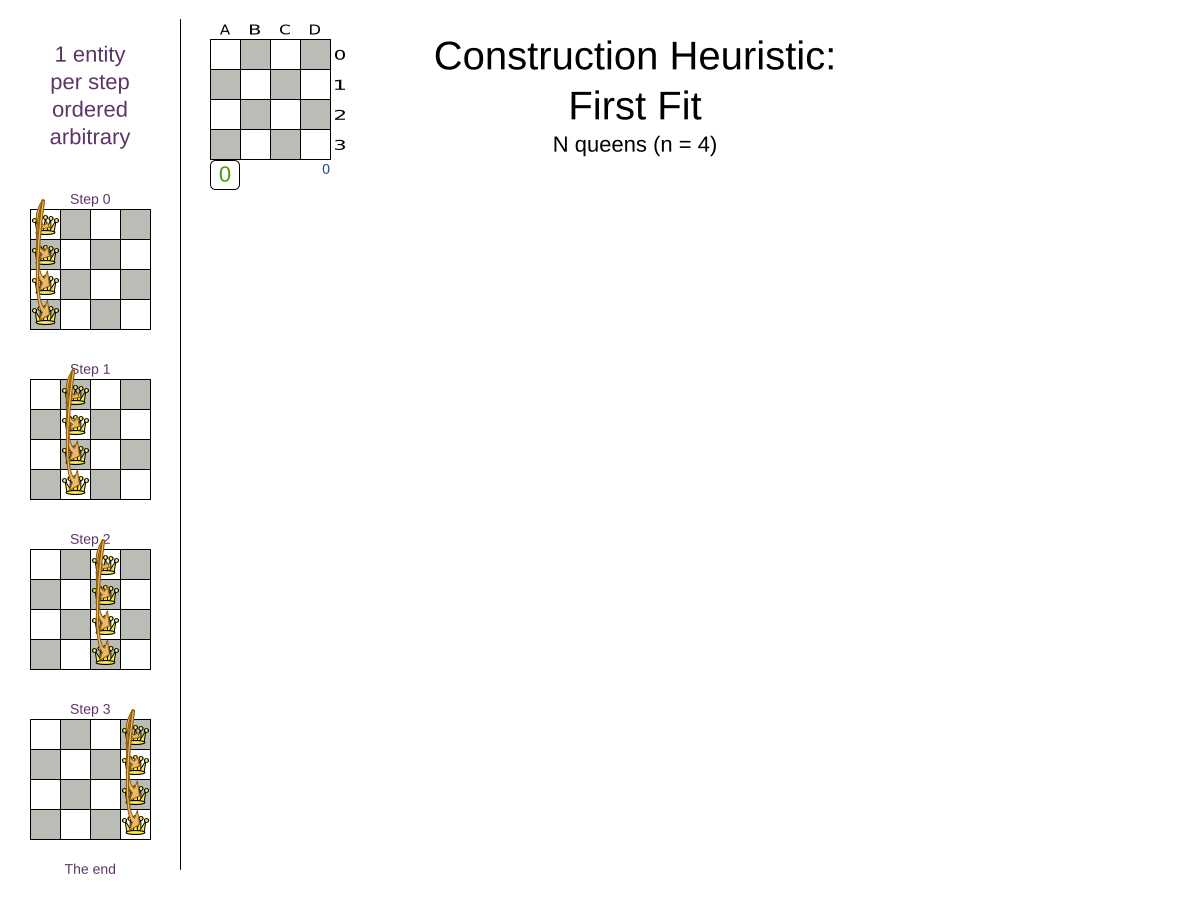 1 entity
per step
ordered
arbitrary
Step 0
Step 1
Step 2
Step 3
The end
A B C D
0
1
2
3
0
0
Construction Heuristic:
First Fit
N queens (n = 4)